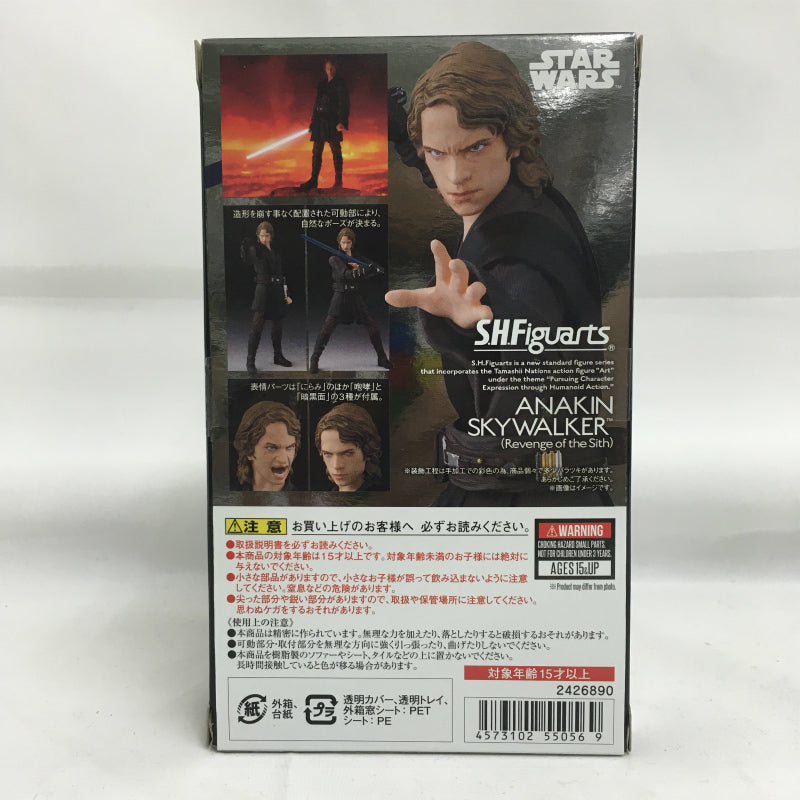 STAR
WARS™
造形を崩す事なく配置された可動部により、
自然なポーズが決まる。
表情パーツは「にらみ」のほか「咆哮」と
「暗黒面」の3種が付属。
S.H.Figuarts®
S.H.Figuarts is a new standard figure series
that incorporates the Tamashii Nations action figure "Art"
under the theme "Pursuing Character
Expression through Humanoid Action."
ANAKIN
SKYWALKER™
(Revenge of the Sith)
※装飾工程は手加工での彩色の為、商品個々で多少バラツキがあります。
あらかじめご了承ください。
※画像はイメージです。
注意 お買い上げのお客様へ 必ずお読みください。
●取扱説明書を必ずお読みください。
●本商品の対象年齢は15才以上です。対象年齢未満のお子様には絶対に
与えないでください。
●小さな部品がありますので、小さなお子様が誤って飲み込まないように注意
してください。窒息などの危険があります。
●尖った部分や鋭い部分がありますので、取扱や保管場所に注意してください。
思わぬケガをするおそれがあります。
《使用上の注意》
●本商品は精密に作られています。無理な力を加えたり、落としたりすると破損するおそれがあります。
●可動部分・取付部分を無理な方向に強く引っ張ったり、曲げたりしないでください。
●本商品を樹脂製のソファーやシート、タイルなどの上に置かないでください。
長時間接触していると色が移る場合があります。
WARNING
CHOKING HAZARD SMALL PARTS.
NOT FOR CHILDREN UNDER 3 YEARS.
AGES 15&UP
※Product may differ from photo.
対象年齢15才以上
2426890
紙
外箱、
台紙
プラ
透明カバー、透明トレイ、
外箱窓シート:PET
シート:PE
4573102 55056 9